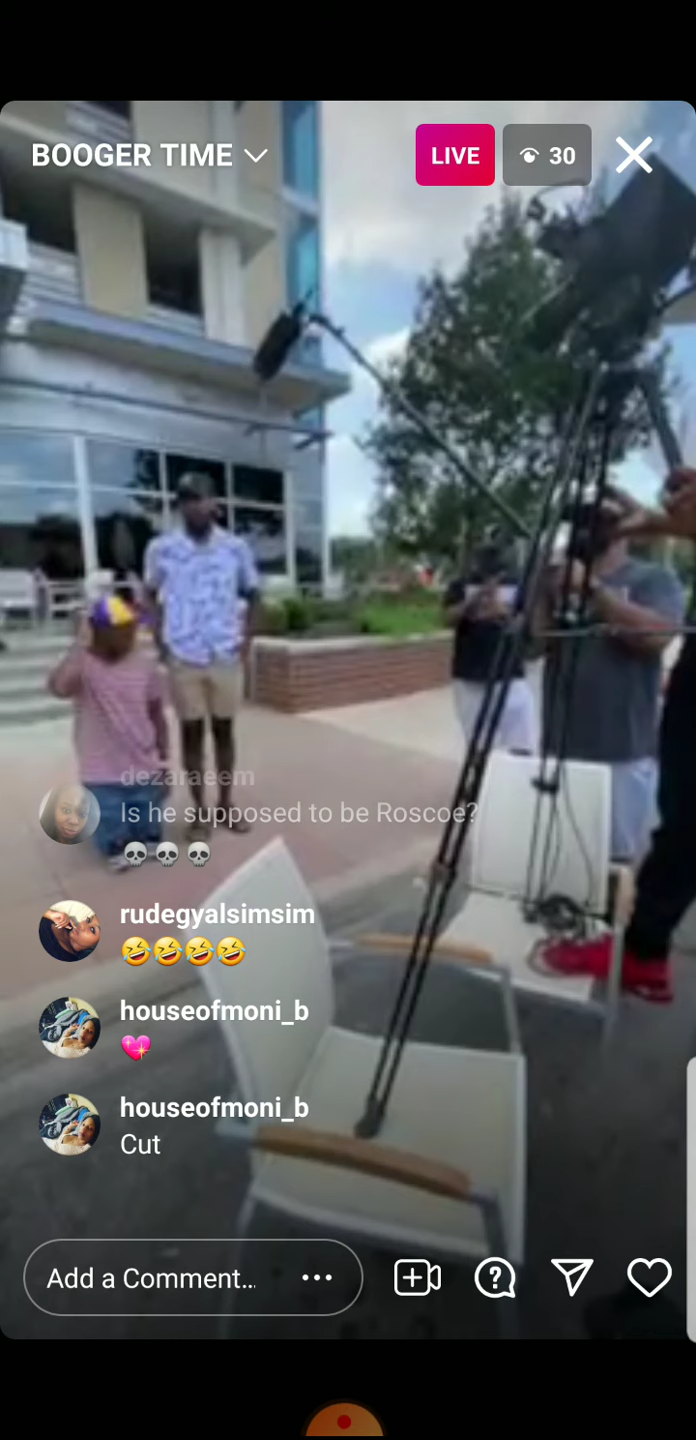 BOOGER TIME
LIVE
30
dezaraeem
Is he supposed to be Roscoe?
💀💀💀
rudegyalsimsim
🤣🤣🤣🤣
houseofmoni_b
💖
houseofmoni_b
Cut
Add a Comment...